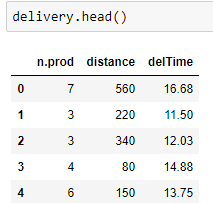 delivery.head()
n.prod distance delTime
0 7 560 16.68
1 3 220 11.50
2 3 340 12.03
3 4 80 14.88
4 6 150 13.75